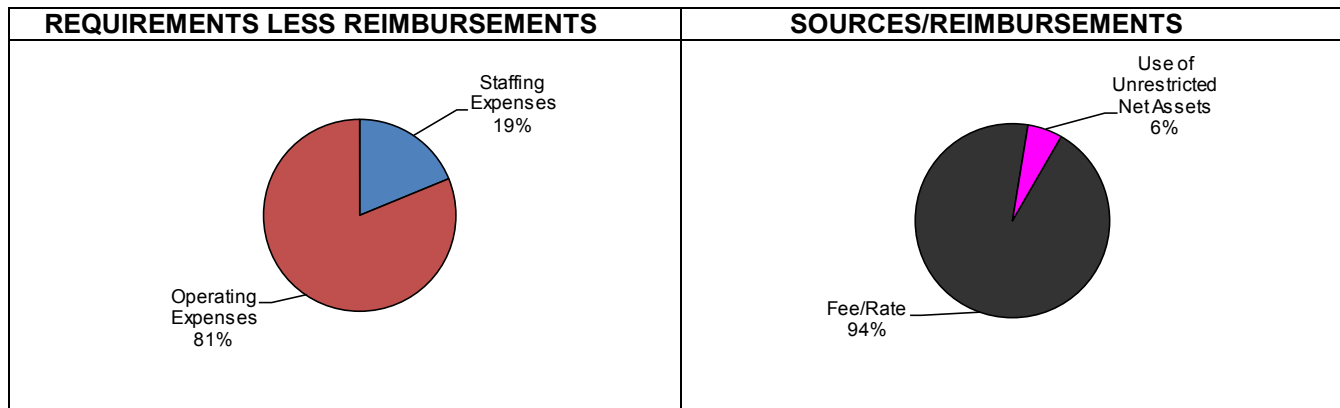 REQUIREMENTS LESS REIMBURSEMENTS
SOURCES/REIMBURSEMENTS
Staffing
Expenses
19%
Operating
Expenses
81%
Use of
Unrestricted
Net Assets
6%
Fee/Rate
94%